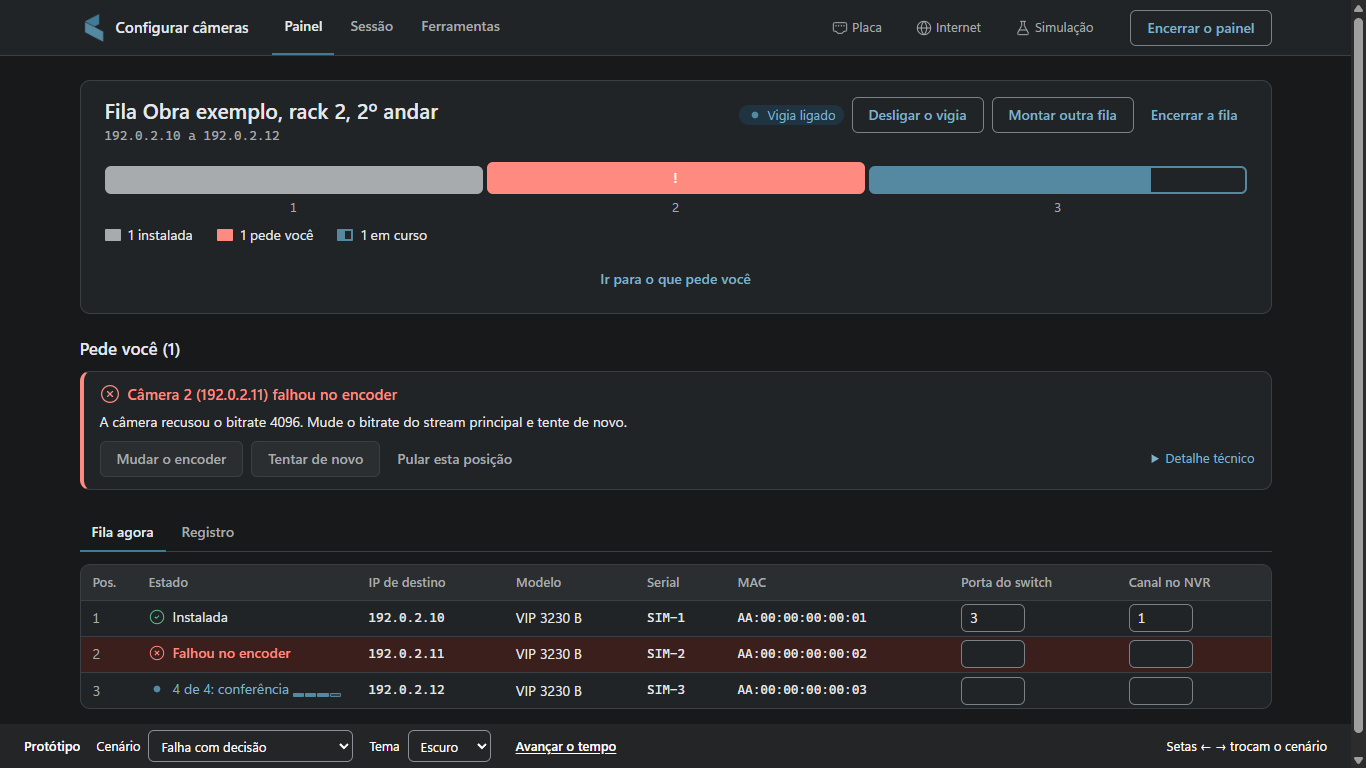 Configurar câmeras Painel Sessão Ferramentas Placa Internet Simulação Encerrar o painel
Fila Obra exemplo, rack 2, 2º andar
192.0.2.10 a 192.0.2.12
Vigia ligado Desligar o vigia Montar outra fila Encerrar a fila
!
1 2 3
1 instalada 1 pede você 1 em curso
Ir para o que pede você
Pede você (1)
Câmera 2 (192.0.2.11) falhou no encoder
A câmera recusou o bitrate 4096. Mude o bitrate do stream principal e tente de novo.
Mudar o encoder Tentar de novo Pular esta posição Detalhe técnico
Fila agora Registro
Pos. Estado IP de destino Modelo Serial MAC Porta do switch Canal no NVR
1 Instalada 192.0.2.10 VIP 3230 B SIM-1 AA:00:00:00:00:01 3 1
2 Falhou no encoder 192.0.2.11 VIP 3230 B SIM-2 AA:00:00:00:00:02
3 4 de 4: conferência 192.0.2.12 VIP 3230 B SIM-3 AA:00:00:00:00:03
Protótipo Cenário Falha com decisão Tema Escuro Avançar o tempo Setas ← → trocam o cenário